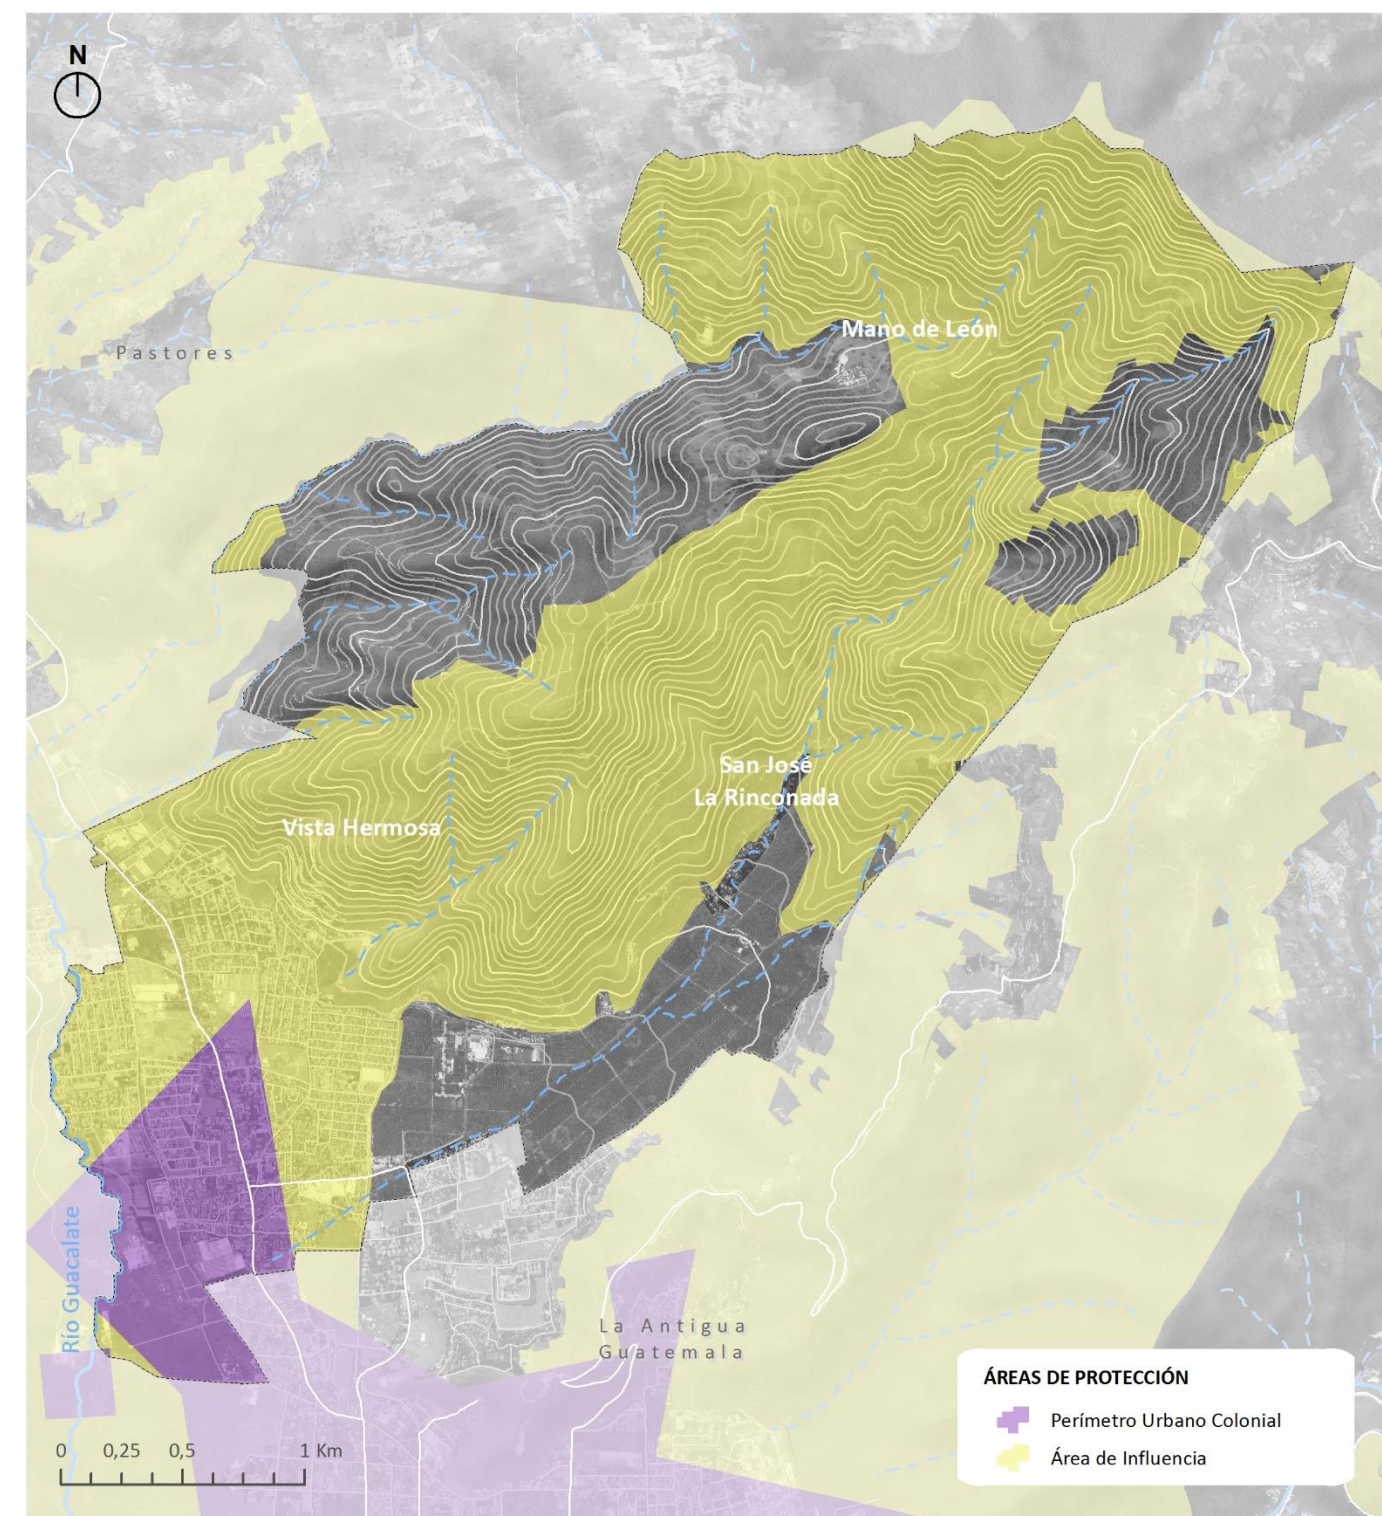 N
Pastores
Mano de León
San José
La Rinconada
Vista Hermosa
Río Guacalate
La Antigua
Guatemala
ÁREAS DE PROTECCIÓN
Perímetro Urbano Colonial
Área de Influencia
0 0,25 0,5 1 Km